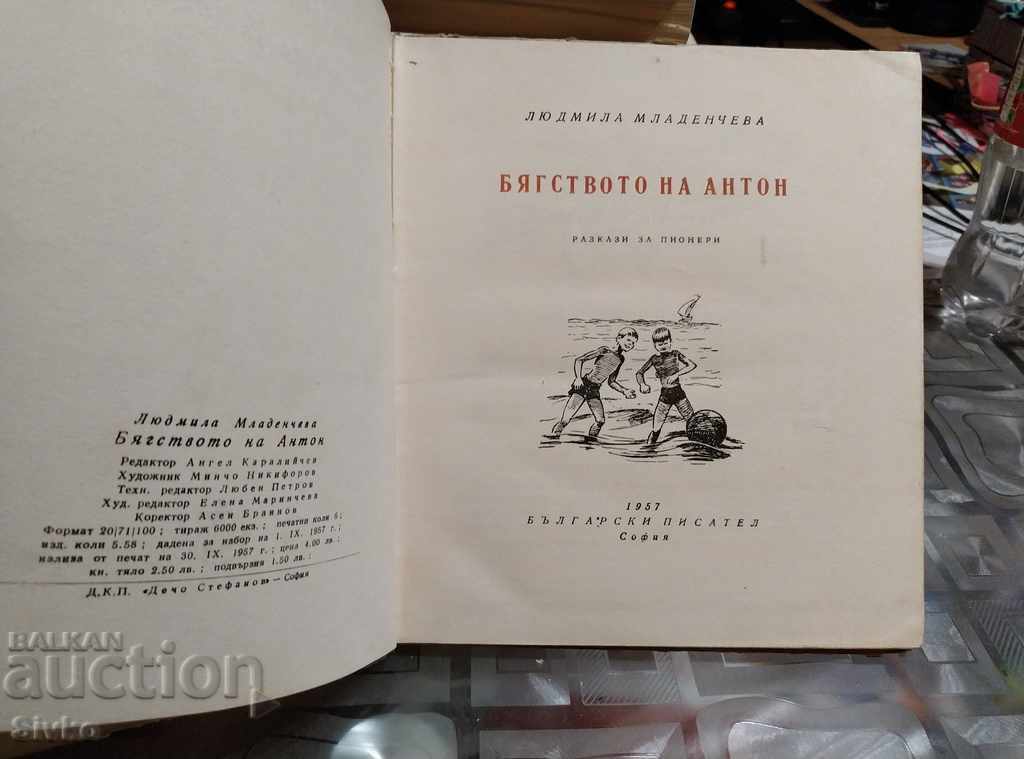 Людмила Младенчева
Бягството на Антон
Редактор Ангел Каралийчев
Художник Минчо Никифоров
Техн. редактор Любен Петров
Худ. редактор Елена Маринчева
Коректор Асен Браинов
Формат 20/71/100; тираж 6000 екз.; печатни коли 6;
изд. коли 5.58; дадена за набор на 1. IX. 1957 г.;
излива от печат на 30. IX. 1957 г.; цена 4.00 лв.;
кн. тяло 2.50 лв.; подвързия 1.50 лв.
Д.К.П. «Дечо Стефанов» — София
ЛЮДМИЛА МЛАДЕНЧЕВА
БЯГСТВОТО НА АНТОН
РАЗКАЗИ ЗА ПИОНЕРИ
1957
БЪЛГАРСКИ ПИСАТЕЛ
София
BALKAN
auction
Sivko